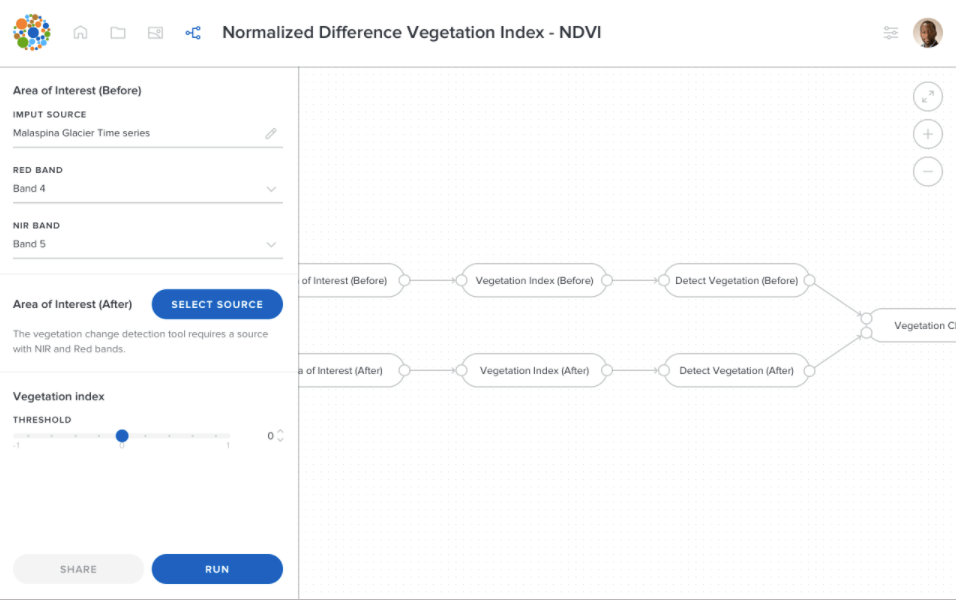 Normalized Difference Vegetation Index - NDVI
Area of Interest (Before)
IMPUT SOURCE
Malaspina Glacier Time series
RED BAND
Band 4
NIR BAND
Band 5
Area of Interest (After)
SELECT SOURCE
The vegetation change detection tool requires a source
with NIR and Red bands.
Vegetation index
THRESHOLD
0
-1 0 1
SHARE
RUN
of Interest (Before)
Vegetation Index (Before)
Detect Vegetation (Before)
Vegetation
a of Interest (After)
Vegetation Index (After)
Detect Vegetation (After)